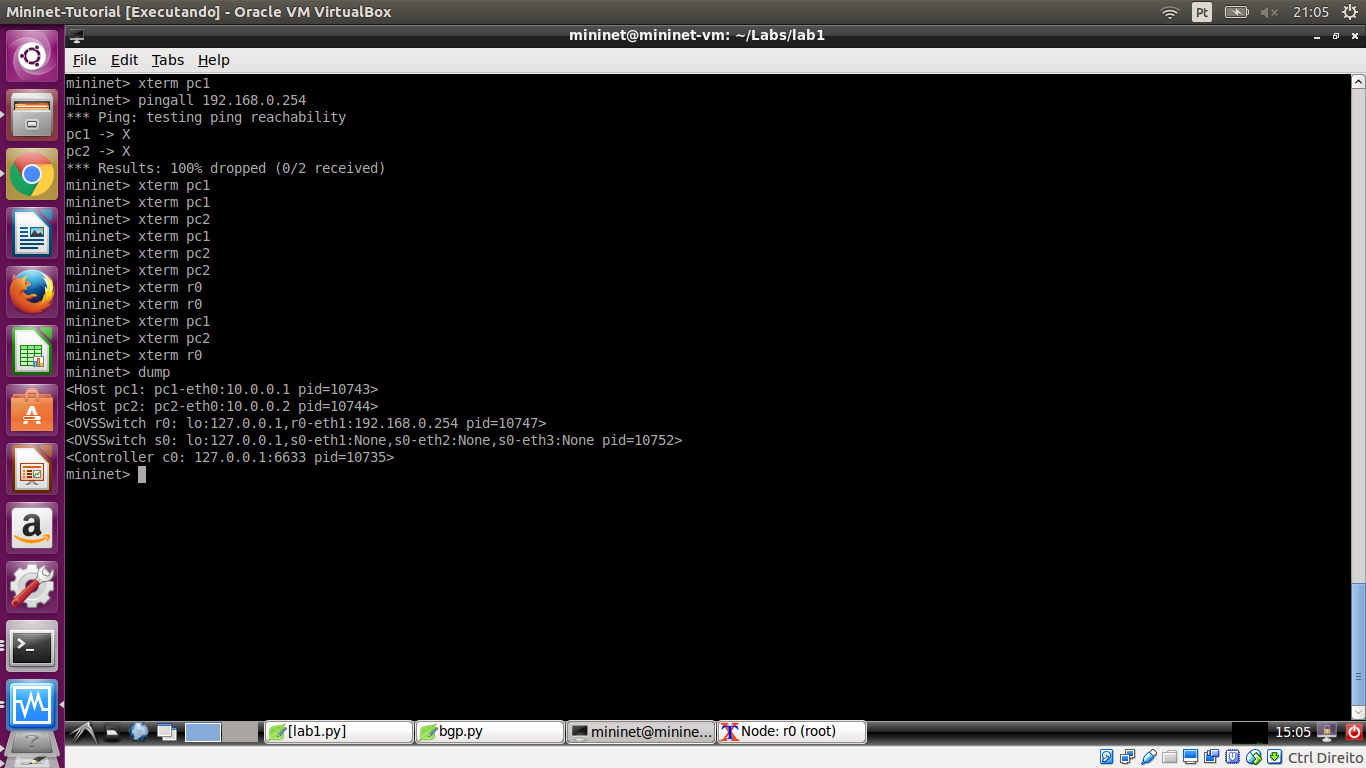 Mininet-Tutorial [Executando] - Oracle VM VirtualBox
Pt
21:05
mininet@mininet-vm: ~/Labs/lab1
File Edit Tabs Help
mininet> xterm pc1
mininet> pingall 192.168.0.254
*** Ping: testing ping reachability
pc1 -> X
pc2 -> X
*** Results: 100% dropped (0/2 received)
mininet> xterm pc1
mininet> xterm pc1
mininet> xterm pc2
mininet> xterm pc1
mininet> xterm pc2
mininet> xterm pc2
mininet> xterm r0
mininet> xterm r0
mininet> xterm pc1
mininet> xterm pc2
mininet> xterm r0
mininet> dump
<Host pc1: pc1-eth0:10.0.0.1 pid=10743>
<Host pc2: pc2-eth0:10.0.0.2 pid=10744>
<OVSSwitch r0: lo:127.0.0.1,r0-eth1:192.168.0.254 pid=10747>
<OVSSwitch s0: lo:127.0.0.1,s0-eth1:None,s0-eth2:None,s0-eth3:None pid=10752>
<Controller c0: 127.0.0.1:6633 pid=10735>
mininet>
[lab1.py]
bgp.py
mininet@minine...
Node: r0 (root)
15:05
Ctrl Direito